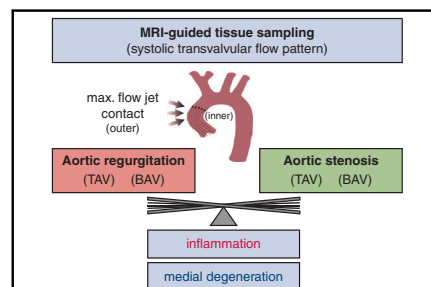 MRI-guided tissue sampling
(systolic transvalvular flow pattern)
max. flow jet
contact
(outer)
(inner)
Aortic regurgitation
(TAV) (BAV)
Aortic stenosis
(TAV) (BAV)
inflammation
medial degeneration